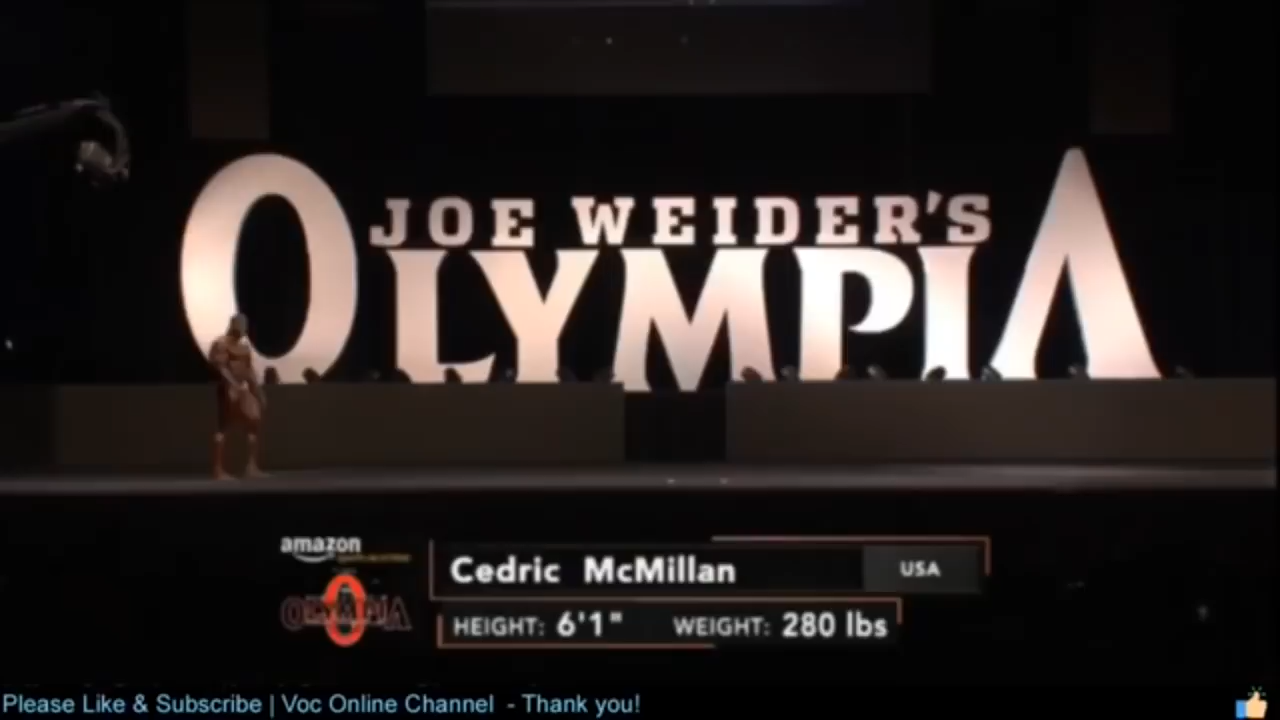 JOE WEIDER'S
OLYMPIA
amazon
OLYMPIA
Cedric McMillan
USA
HEIGHT: 6'1" WEIGHT: 280 lbs
Please Like & Subscribe | Voc Online Channel - Thank you!